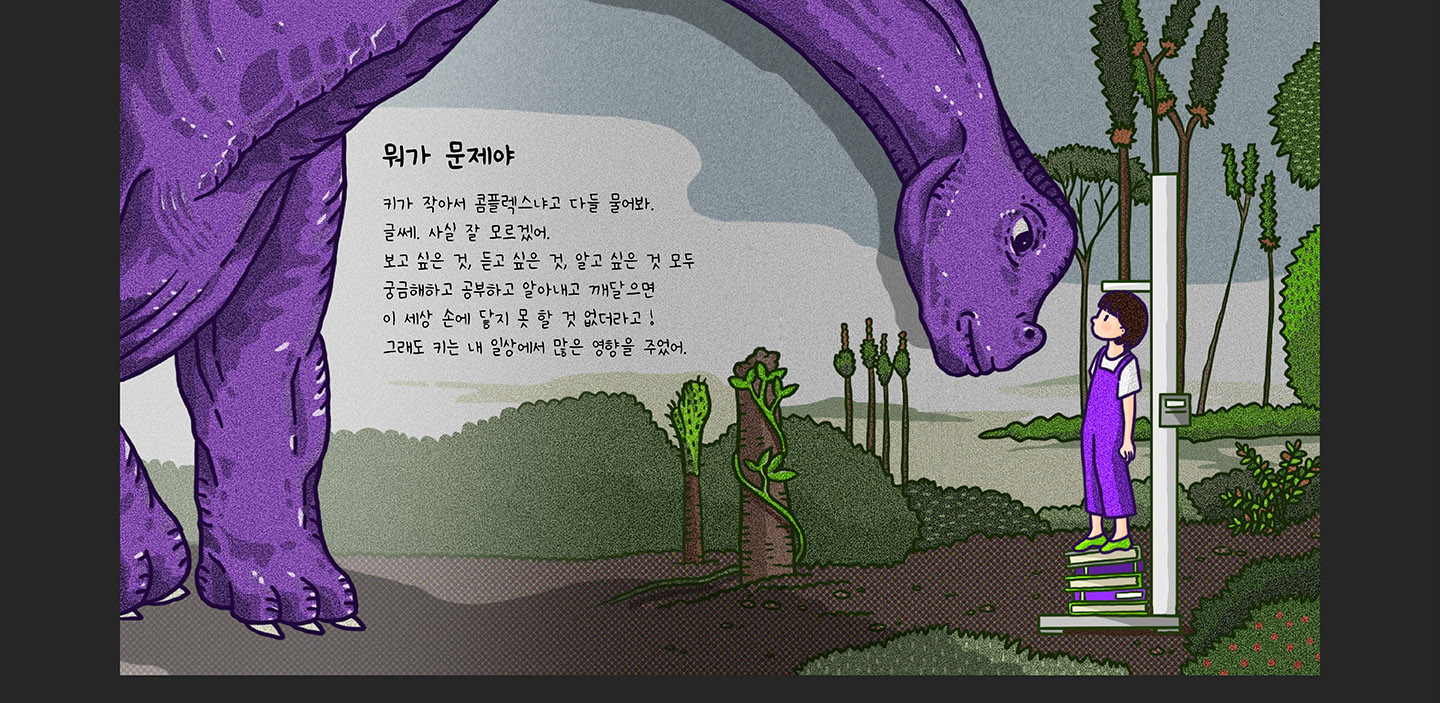 뭐가 문제야
키가 작아서 콤플렉스냐고 다들 물어봐.
글쎄. 사실 잘 모르겠어.
보고 싶은 것, 듣고 싶은 것, 알고 싶은 것 모두
궁금해하고 공부하고 알아내고 깨달으면
이 세상 손에 닿지 못 할 것 없더라고!
그래도 키는 내 일상에서 많은 영향을 주었어.